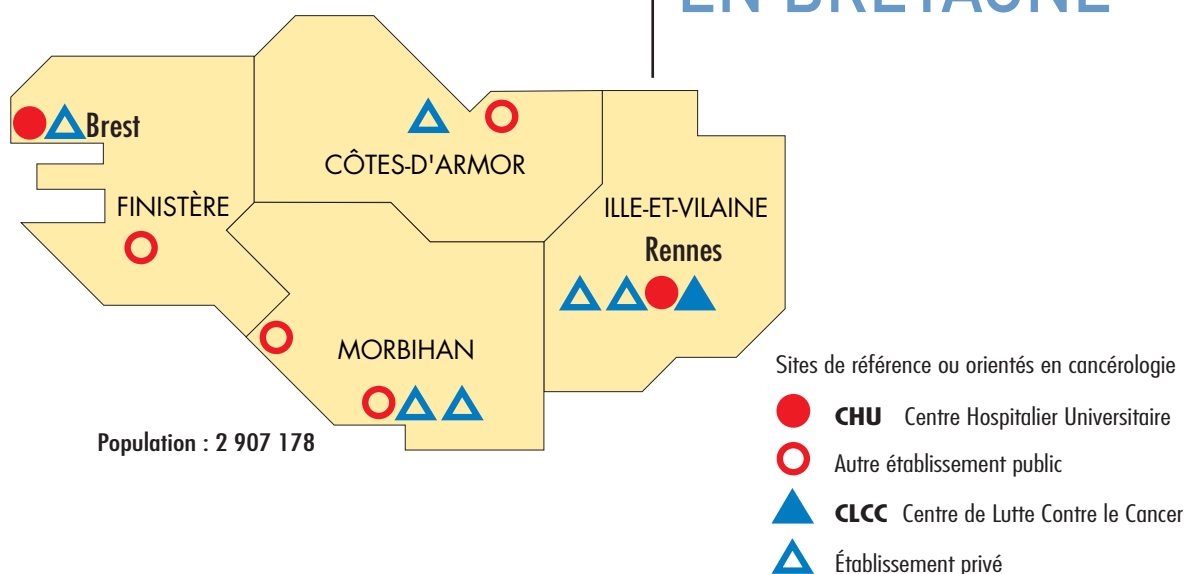 EN BRETAGNE
Brest
CÔTES-D'ARMOR
FINISTÈRE
ILLE-ET-VILAINE
Rennes
MORBIHAN
Population : 2 907 178
Sites de référence ou orientés en cancérologie
CHU Centre Hospitalier Universitaire
Autre établissement public
CLCC Centre de Lutte Contre le Cancer
Établissement privé